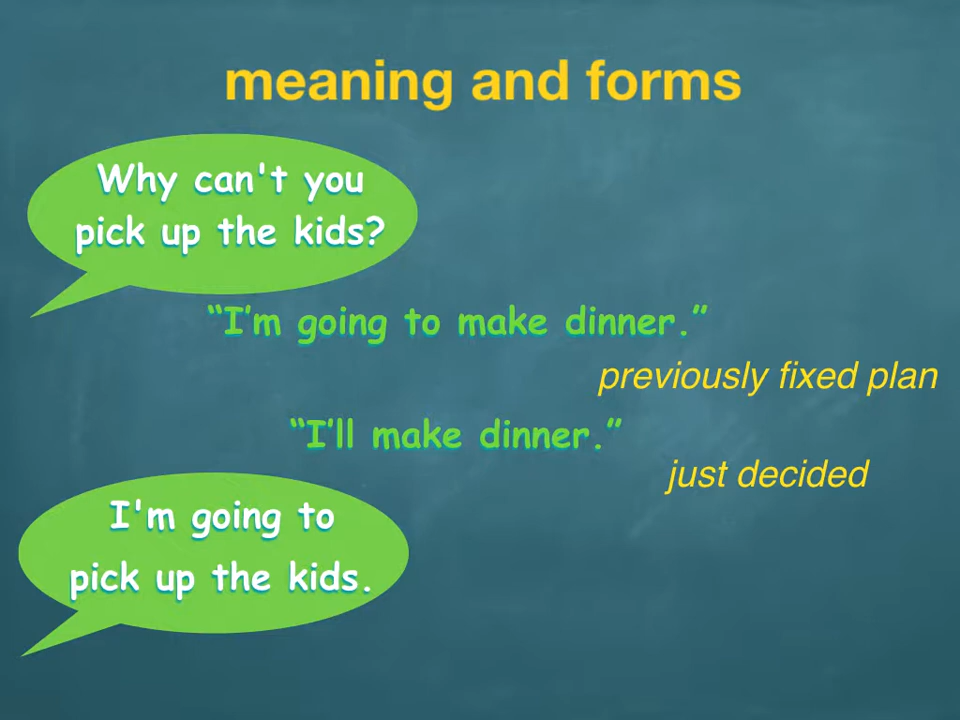 meaning and forms
Why can't you
pick up the kids?
“I’m going to make dinner.”
previously fixed plan
“I’ll make dinner.”
just decided
I'm going to
pick up the kids.